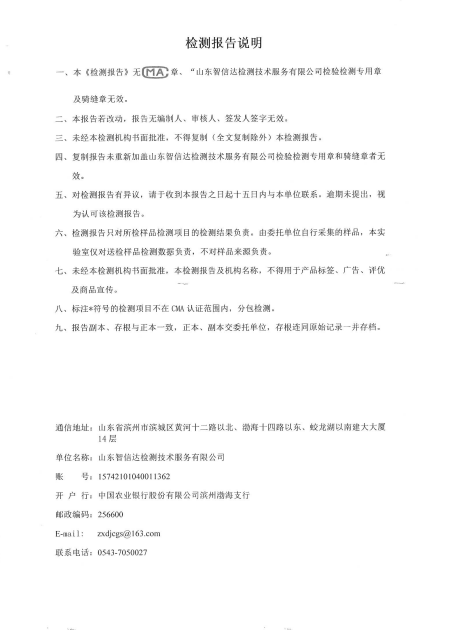 检测报告说明
一、本《检测报告》无MA章、“山东智信达检测技术服务有限公司检验检测专用章
及骑缝章无效。
二、本报告若改动，报告无编制人、审核人、签发人签字无效。
三、未经本检测机构书面批准，不得复制（全文复制除外）本检测报告。
四、复制报告未重新加盖山东智信达检测技术服务有限公司检验检测专用章和骑缝章者无
效。
五、对检测报告有异议，请于收到本报告之日起十五日内与本单位联系。逾期未提出，视
为认可该检测报告。
六、检测报告只对所检样品检测项目的检测结果负责。由委托单位自行采集的样品，本实
验室仅对送检样品检测数据负责，不对样品来源负责。
七、未经本检测机构书面批准，本检测报告及机构名称，不得用于产品标签、广告、评优
及商品宣传。
八、标注*符号的检测项目不在 CMA 认证范围内，分包检测。
九、报告副本、存根与正本一致，正本、副本交委托单位，存根连同原始记录一并存档。
通信地址：山东省滨州市滨城区黄河十二路以北、渤海十四路以东、蛟龙湖以南建大大厦
14 层
单位名称：山东智信达检测技术服务有限公司
账 号：15742101040011362
开 户 行：中国农业银行股份有限公司滨州渤海支行
邮政编码：256600
E-mail: zxdjcgs@163.com
联系电话：0543-7050027